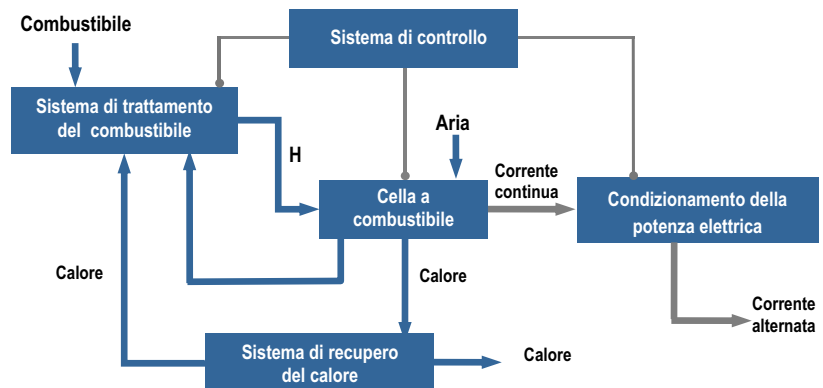 Combustibile
Sistema di controllo
Sistema di trattamento
del combustibile
Aria
H
Corrente
continua
Cella a
combustibile
Condizionamento della
potenza elettrica
Calore
Calore
Corrente
alternata
Sistema di recupero
del calore
Calore